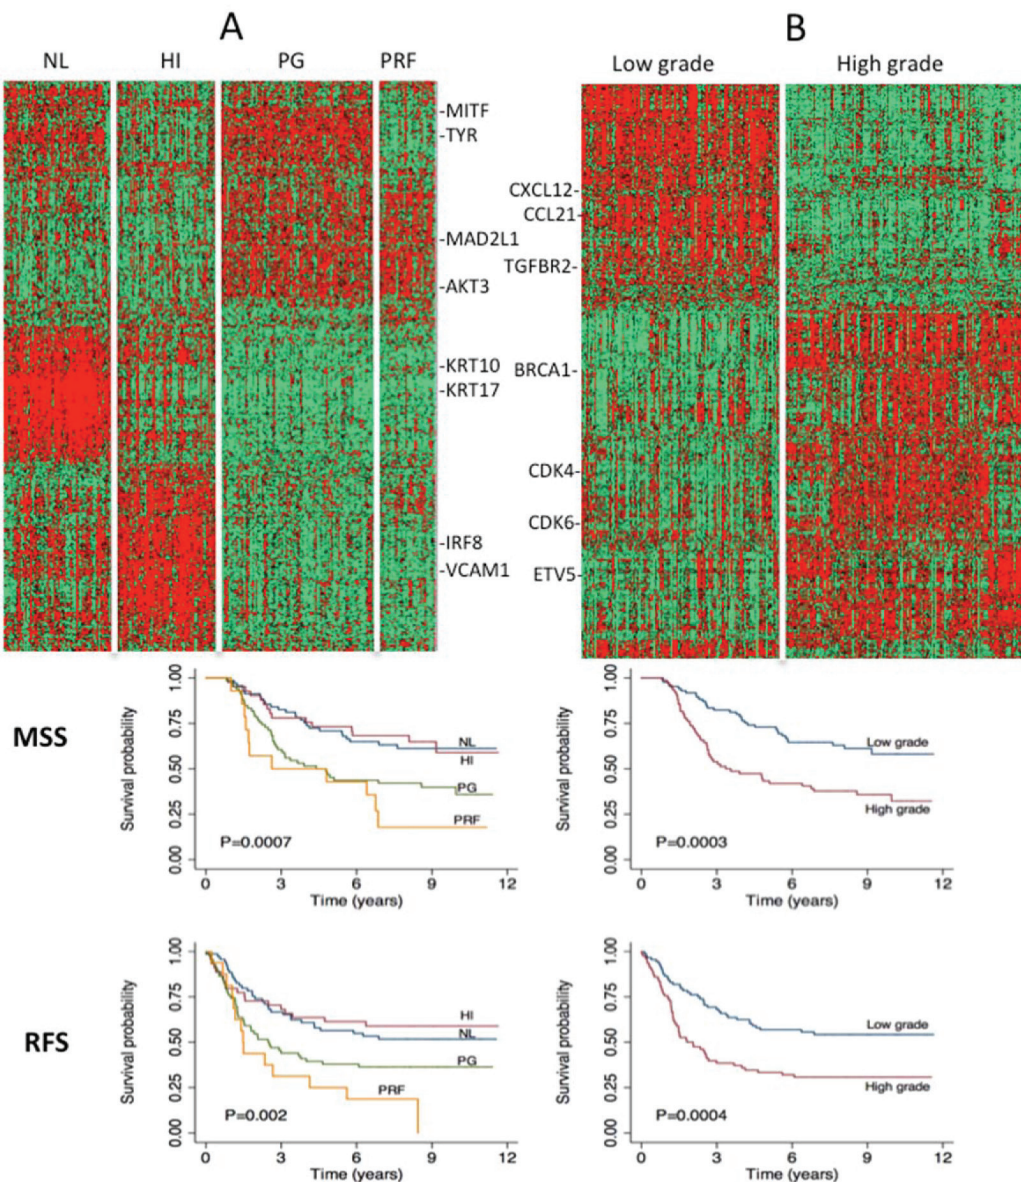 A
B
NL HI PG PRF
Low grade High grade
-MITF
-TYR
CXCL12-
CCL21-
-MAD2L1
TGFBR2-
-AKT3
-KRT10
BRCA1-
-KRT17
CDK4-
CDK6-
-IRF8
-VCAM1
ETV5-
MSS
Survival probability
1.00
0.75
0.50
0.25
0.00
NL
HI
PG
PRF
P=0.0007
0 3 6 9 12
Time (years)
Survival probability
1.00
0.75
0.50
0.25
0.00
Low grade
High grade
P=0.0003
0 3 6 9 12
Time (years)
RFS
Survival probability
1.00
0.75
0.50
0.25
0.00
HI
NL
PG
PRF
P=0.002
0 3 6 9 12
Time (years)
Survival probability
1.00
0.75
0.50
0.25
0.00
Low grade
High grade
P=0.0004
0 3 6 9 12
Time (years)